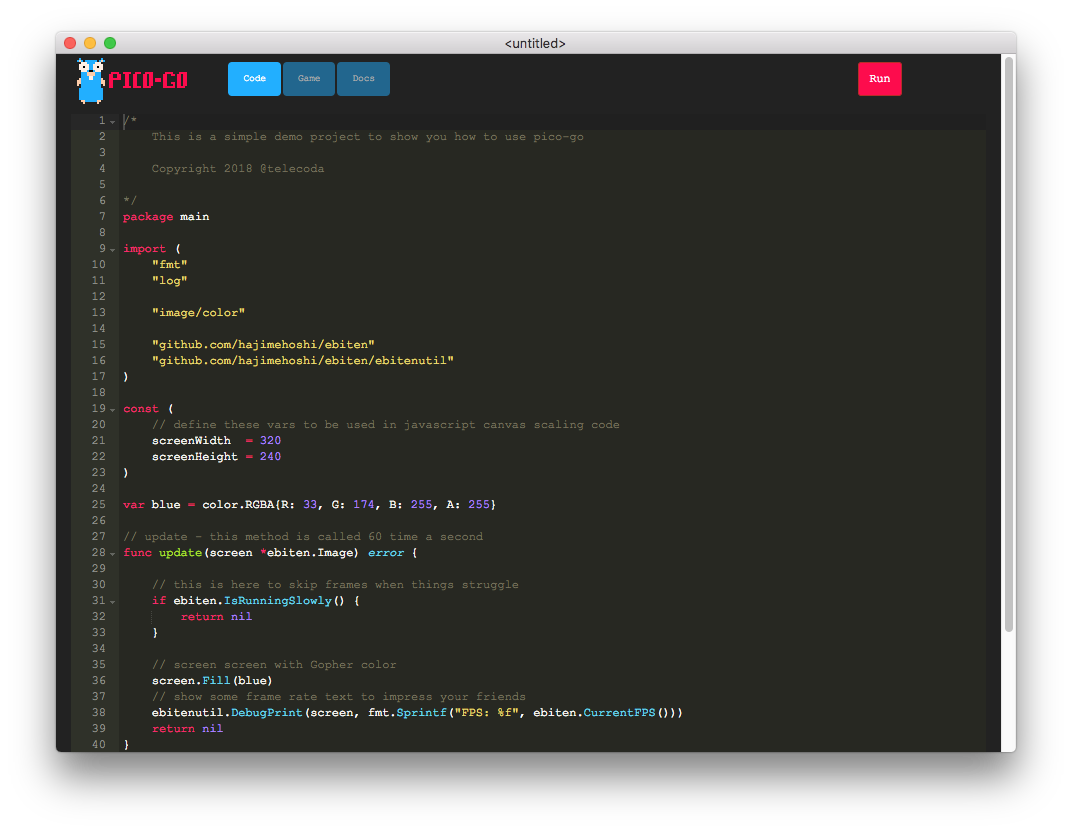 <untitled>
PICO-GO Code Game Docs Run
1 /*
2 This is a simple demo project to show you how to use pico-go
3
4 Copyright 2018 @telecoda
5
6 */
7 package main
8
9 import (
10 "fmt"
11 "log"
12
13 "image/color"
14
15 "github.com/hajimehoshi/ebiten"
16 "github.com/hajimehoshi/ebiten/ebitenutil"
17 )
18
19 const (
20 // define these vars to be used in javascript canvas scaling code
21 screenWidth  = 320
22 screenHeight = 240
23 )
24
25 var blue = color.RGBA{R: 33, G: 174, B: 255, A: 255}
26
27 // update - this method is called 60 time a second
28 func update(screen *ebiten.Image) error {
29
30 // this is here to skip frames when things struggle
31 if ebiten.IsRunningSlowly() {
32 return nil
33 }
34
35 // screen screen with Gopher color
36 screen.Fill(blue)
37 // show some frame rate text to impress your friends
38 ebitenutil.DebugPrint(screen, fmt.Sprintf("FPS: %f", ebiten.CurrentFPS()))
39 return nil
40 }